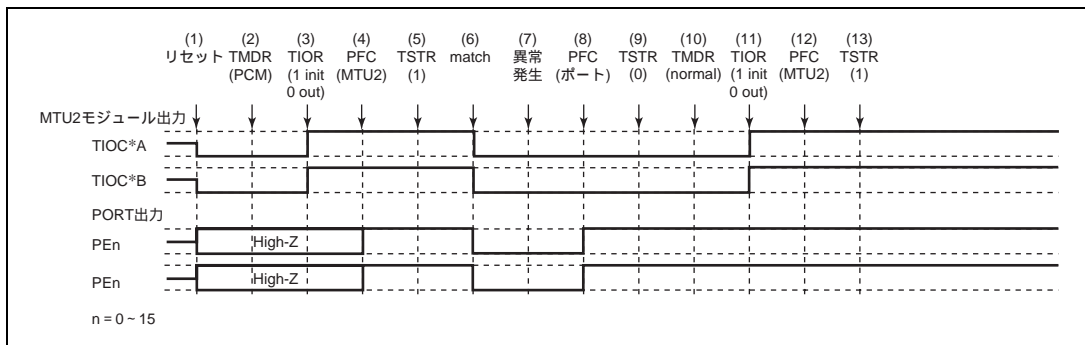 (1) (2) (3) (4) (5) (6) (7) (8) (9) (10) (11) (12) (13)
リセット TMDR TIOR PFC TSTR match 異常 PFC TSTR TMDR TIOR PFC TSTR
(PCM) (1 init (MTU2) (1) 発生 (ポート) (0) (normal) (1 init (MTU2) (1)
0 out) 0 out)
MTU2モジュール出力
TIOC*A
TIOC*B
PORT出力
PEn High-Z
PEn High-Z
n = 0 ~ 15